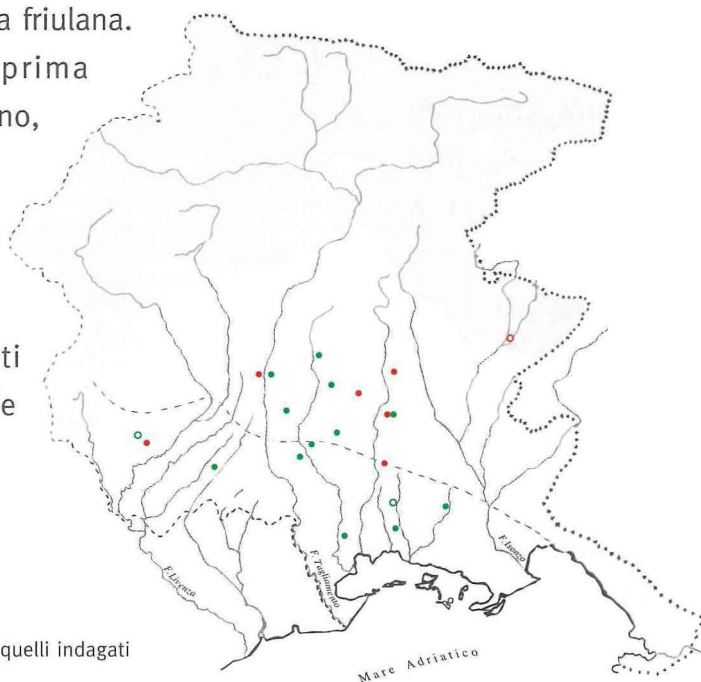 a friulana.
prima
no,
ti
e
F. Livenza
F. Tagliamento
F. Isonzo
quelli indagati
Mare Adriatico